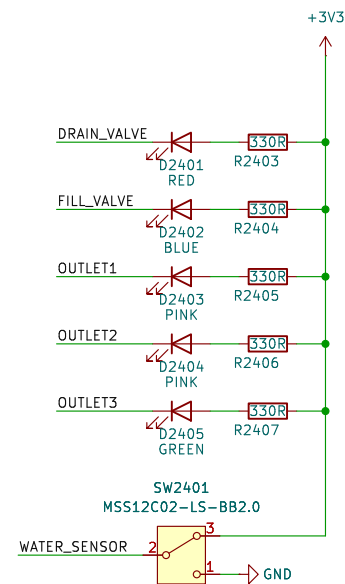 +3V3
DRAIN_VALVE
330R
D2401
R2403
RED
FILL_VALVE
330R
D2402
R2404
BLUE
OUTLET1
330R
D2403
R2405
PINK
OUTLET2
330R
D2404
R2406
PINK
OUTLET3
330R
D2405
R2407
GREEN
SW2401
MSS12C02-LS-BB2.0
3
WATER_SENSOR
2
1
GND